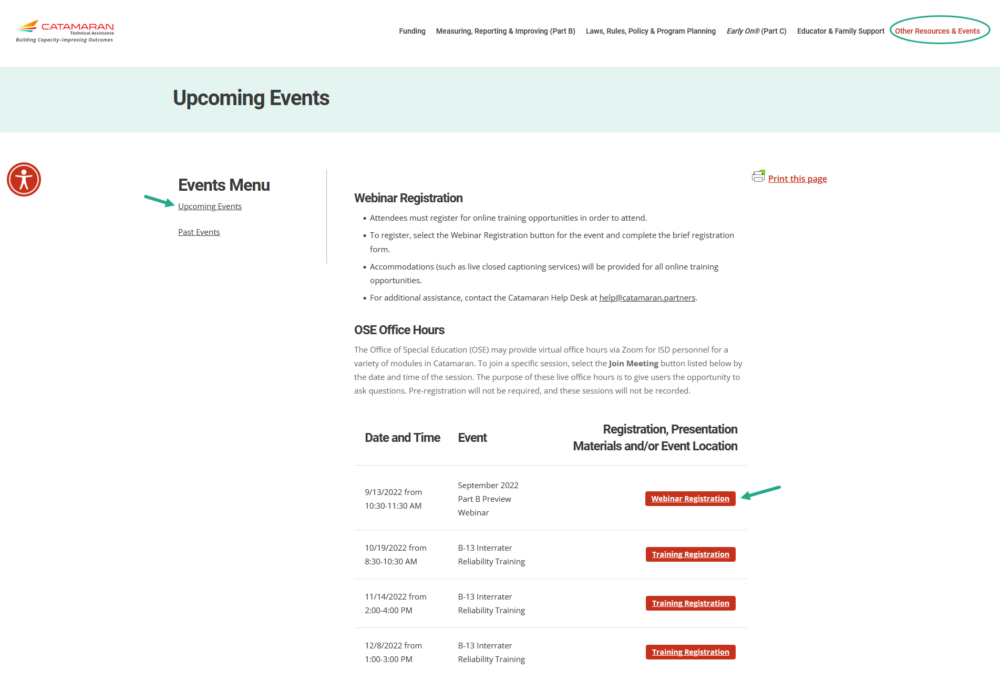 CATAMARAN
Technical Assistance
Building Capacity–Improving Outcomes
Funding
Measuring, Reporting & Improving (Part B)
Laws, Rules, Policy & Program Planning
Early On® (Part C)
Educator & Family Support
Other Resources & Events
Upcoming Events
Events Menu
Upcoming Events
Past Events
Print this page
Webinar Registration
• Attendees must register for online training opportunities in order to attend.
• To register, select the Webinar Registration button for the event and complete the brief registration
form.
• Accommodations (such as live closed captioning services) will be provided for all online training
opportunities.
• For additional assistance, contact the Catamaran Help Desk at help@catamaran.partners.
OSE Office Hours
The Office of Special Education (OSE) may provide virtual office hours via Zoom for ISD personnel for a
variety of modules in Catamaran. To join a specific session, select the Join Meeting button listed below by
the date and time of the session. The purpose of these live office hours is to give users the opportunity to
ask questions. Pre-registration will not be required, and these sessions will not be recorded.
Date and Time
Event
Registration, Presentation
Materials and/or Event Location
9/13/2022 from
10:30-11:30 AM
September 2022
Part B Preview
Webinar
Webinar Registration
10/19/2022 from
8:30-10:30 AM
B-13 Interrater
Reliability Training
Training Registration
11/14/2022 from
2:00-4:00 PM
B-13 Interrater
Reliability Training
Training Registration
12/8/2022 from
1:00-3:00 PM
B-13 Interrater
Reliability Training
Training Registration